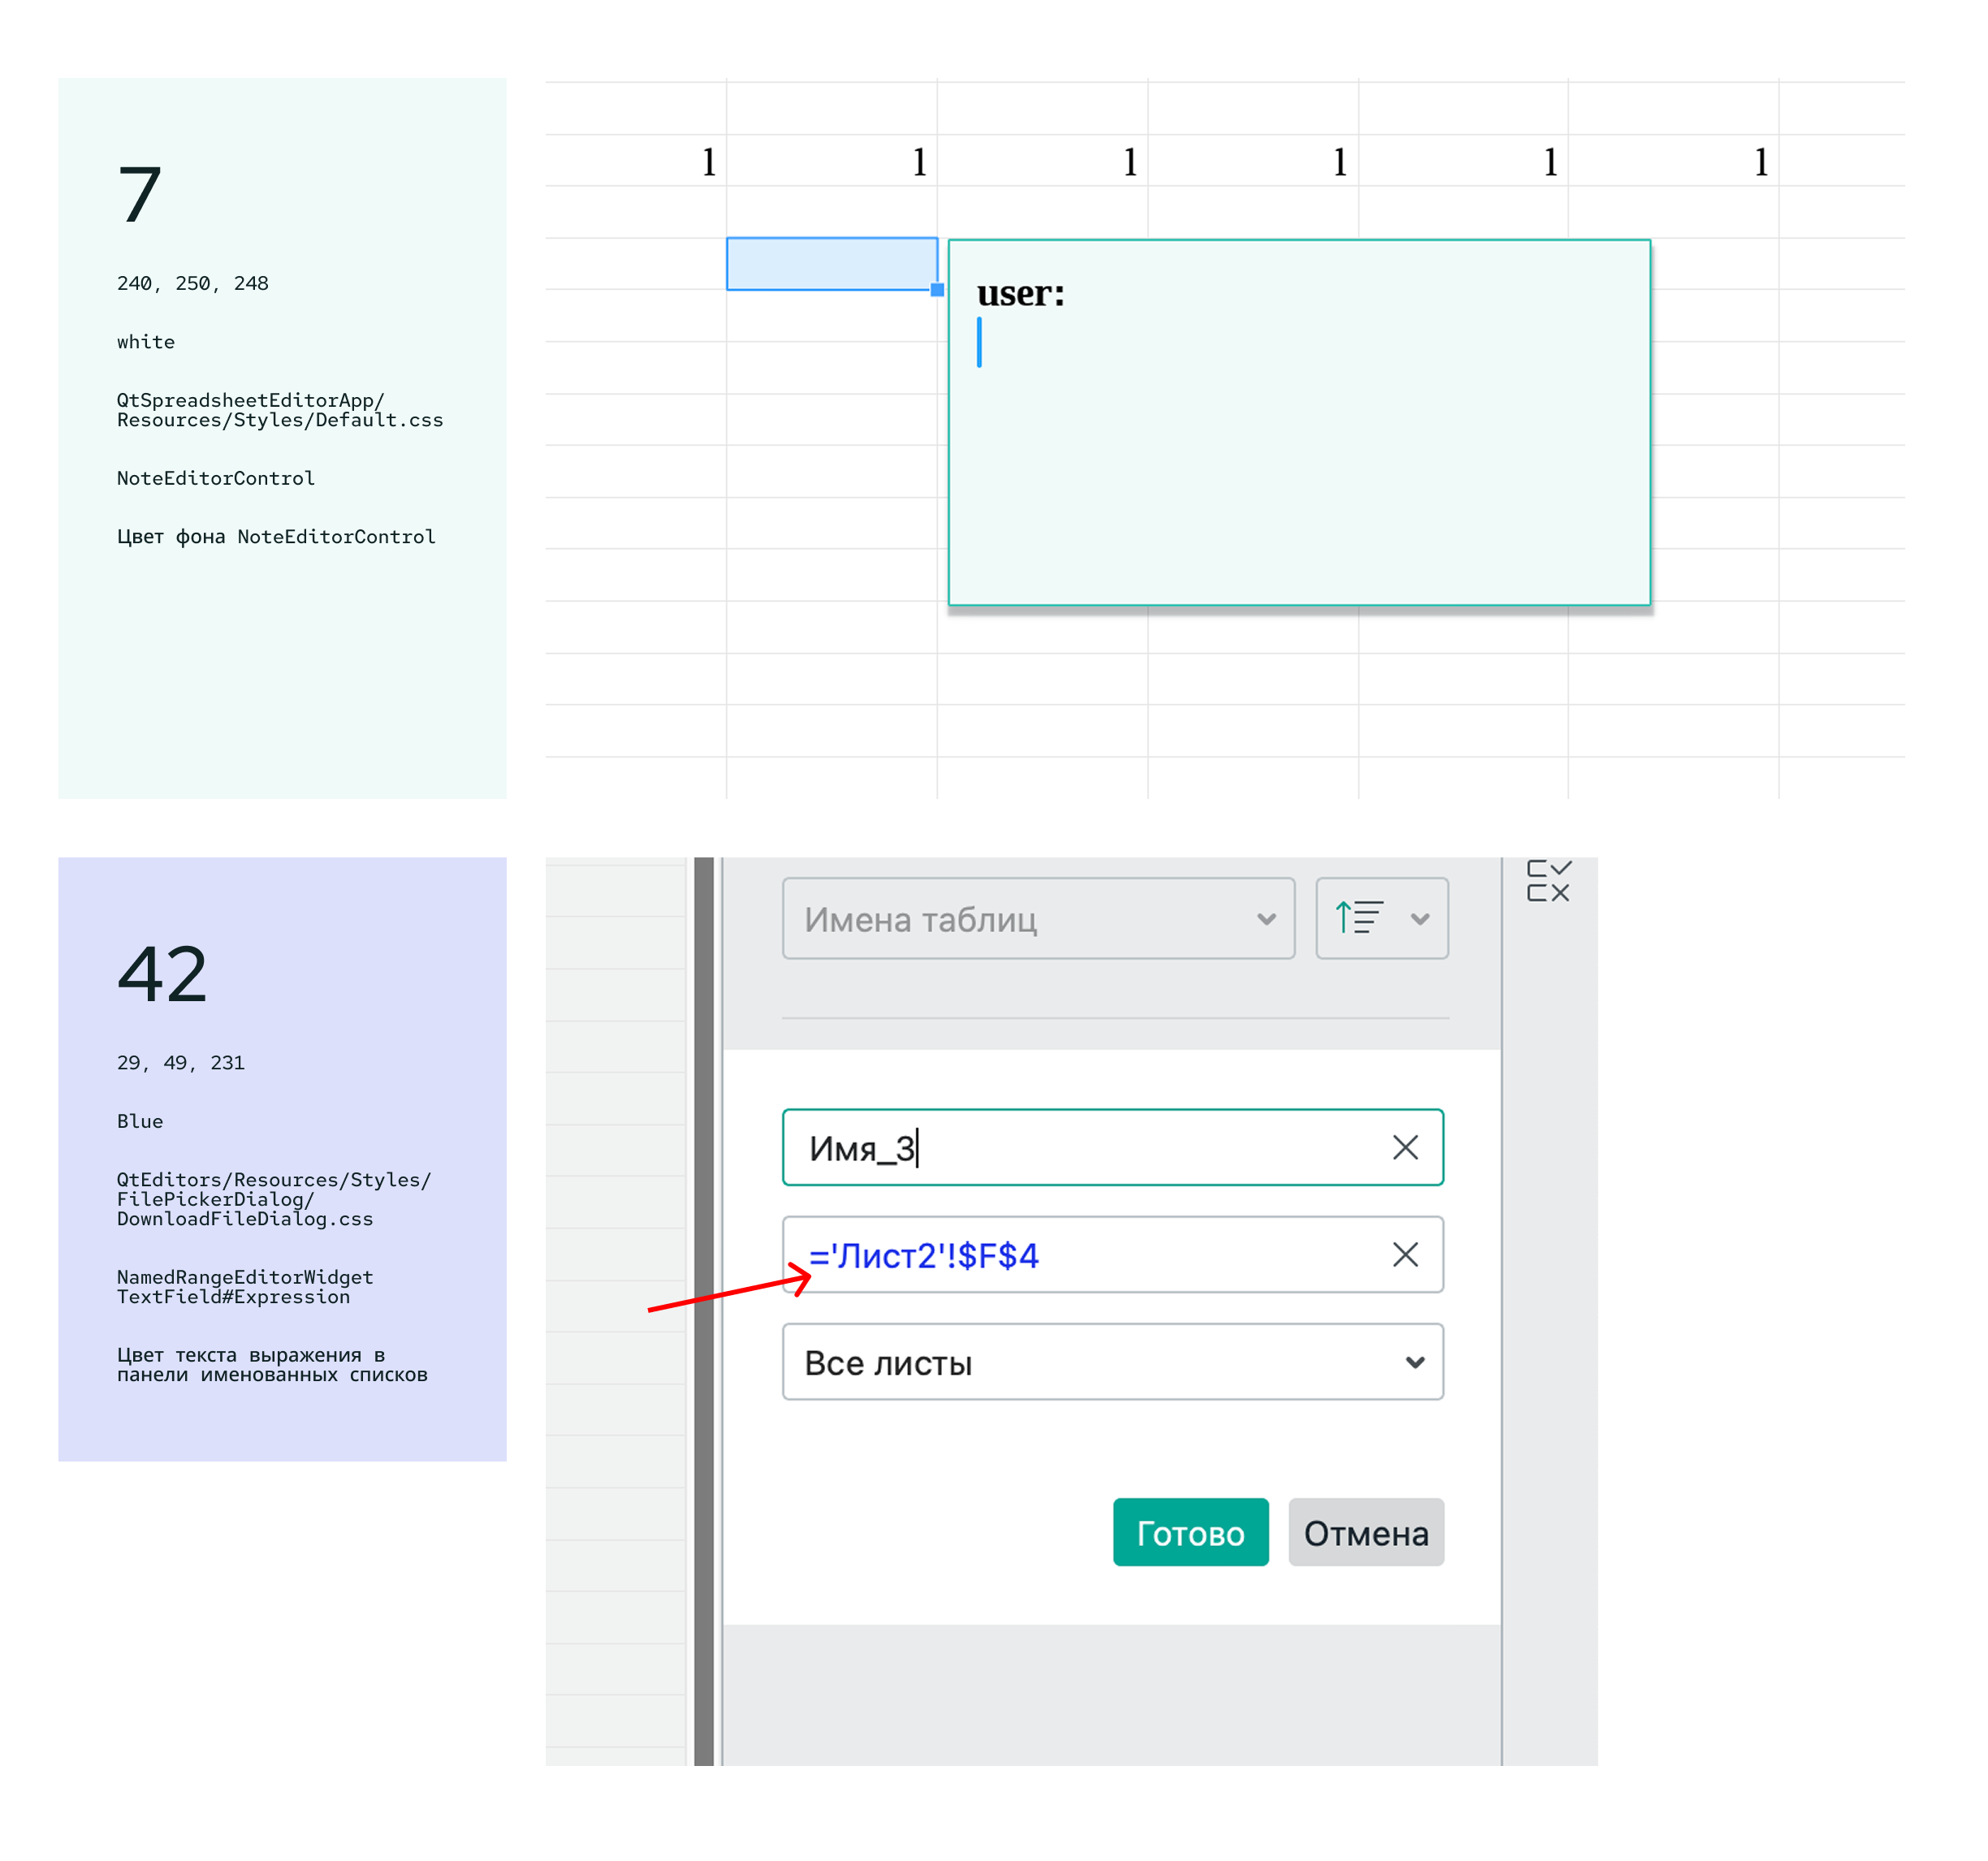 7
240, 250, 248
white
QtSpreadsheetEditorApp/
Resources/Styles/Default.css
NoteEditorControl
Цвет фона NoteEditorControl
1 1 1 1 1 1
user:
42
29, 49, 231
Blue
QtEditors/Resources/Styles/
FilePickerDialog/
DownloadFileDialog.css
NamedRangeEditorWidget
TextField#Expression
Цвет текста выражения в
панели именованных списков
Имена таблиц
Имя_3
='Лист2'!$F$4
Все листы
Готово Отмена